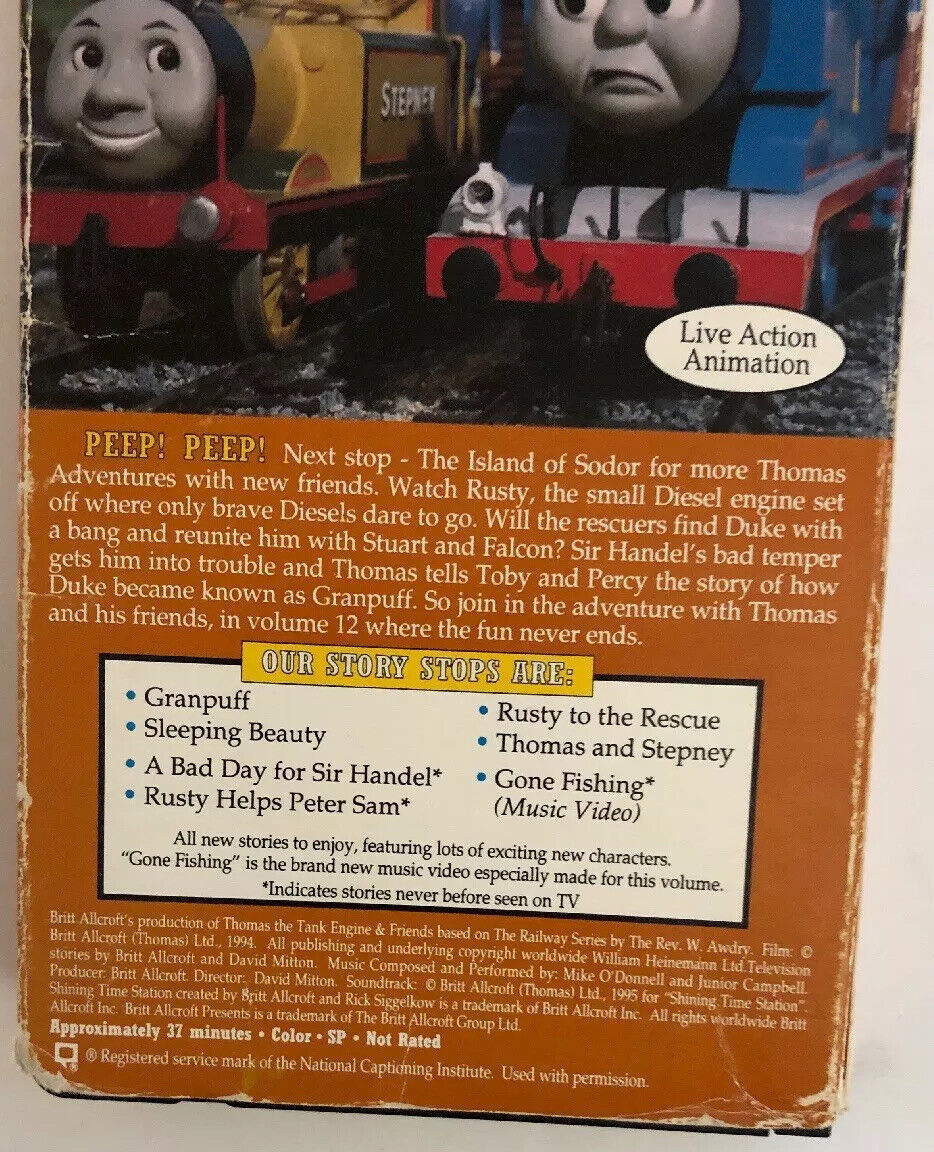 STEPNEY
Live Action
Animation
PEEP! PEEP! Next stop - The Island of Sodor for more Thomas
Adventures with new friends. Watch Rusty, the small Diesel engine set
off where only brave Diesels dare to go. Will the rescuers find Duke with
a bang and reunite him with Stuart and Falcon? Sir Handel's bad temper
gets him into trouble and Thomas tells Toby and Percy the story of how
Duke became known as Granpuff. So join in the adventure with Thomas
and his friends, in volume 12 where the fun never ends.
OUR STORY STOPS ARE:
• Granpuff
• Sleeping Beauty
• A Bad Day for Sir Handel*
• Rusty Helps Peter Sam*
• Rusty to the Rescue
• Thomas and Stepney
• Gone Fishing*
(Music Video)
All new stories to enjoy, featuring lots of exciting new characters.
"Gone Fishing" is the brand new music video especially made for this volume.
*Indicates stories never before seen on TV
Britt Allcroft's production of Thomas the Tank Engine & Friends based on The Railway Series by The Rev. W. Awdry. Film: ©
Britt Allcroft (Thomas) Ltd., 1994. All publishing and underlying copyright worldwide William Heinemann Ltd.Television
stories by Britt Allcroft and David Mitton. Music Composed and Performed by: Mike O'Donnell and Junior Campbell.
Producer: Britt Allcroft. Director: David Mitton. Soundtrack: © Britt Allcroft (Thomas) Ltd., 1995 for "Shining Time Station".
Shining Time Station created by Britt Allcroft and Rick Siggelkow is a trademark of Britt Allcroft Inc. All rights worldwide Britt
Allcroft Inc. Britt Allcroft Presents is a trademark of The Britt Allcroft Group Ltd.
Approximately 37 minutes • Color • SP • Not Rated
® Registered service mark of the National Captioning Institute. Used with permission.